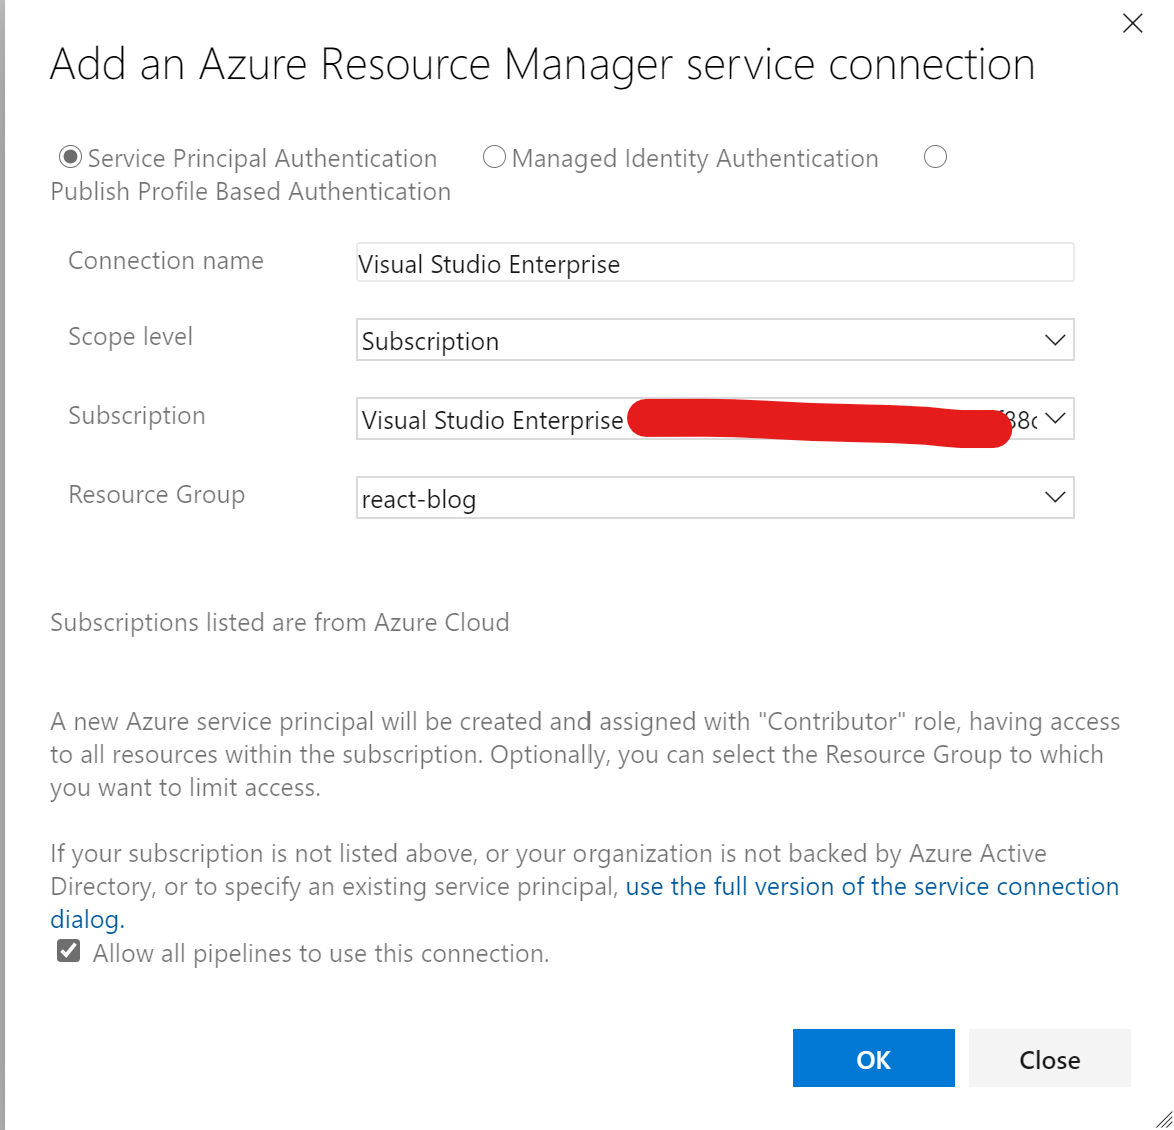 Add an Azure Resource Manager service connection
Service Principal Authentication Managed Identity Authentication
Publish Profile Based Authentication
Connection name Visual Studio Enterprise
Scope level Subscription
Subscription Visual Studio Enterprise
Resource Group react-blog
Subscriptions listed are from Azure Cloud
A new Azure service principal will be created and assigned with "Contributor" role, having access
to all resources within the subscription. Optionally, you can select the Resource Group to which
you want to limit access.
If your subscription is not listed above, or your organization is not backed by Azure Active
Directory, or to specify an existing service principal, use the full version of the service connection
dialog.
Allow all pipelines to use this connection.
OK Close